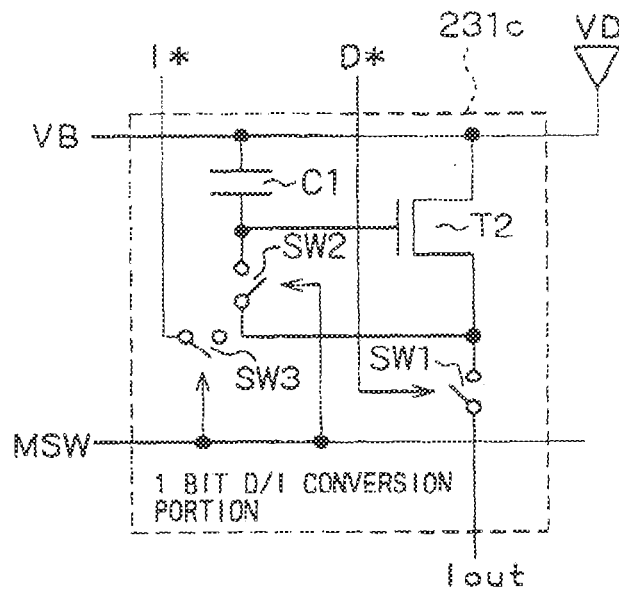 231c
VD
I*
D*
VB
C1
T2
SW2
SW1
SW3
MSW
1 BIT D/I CONVERSION
PORTION
Iout